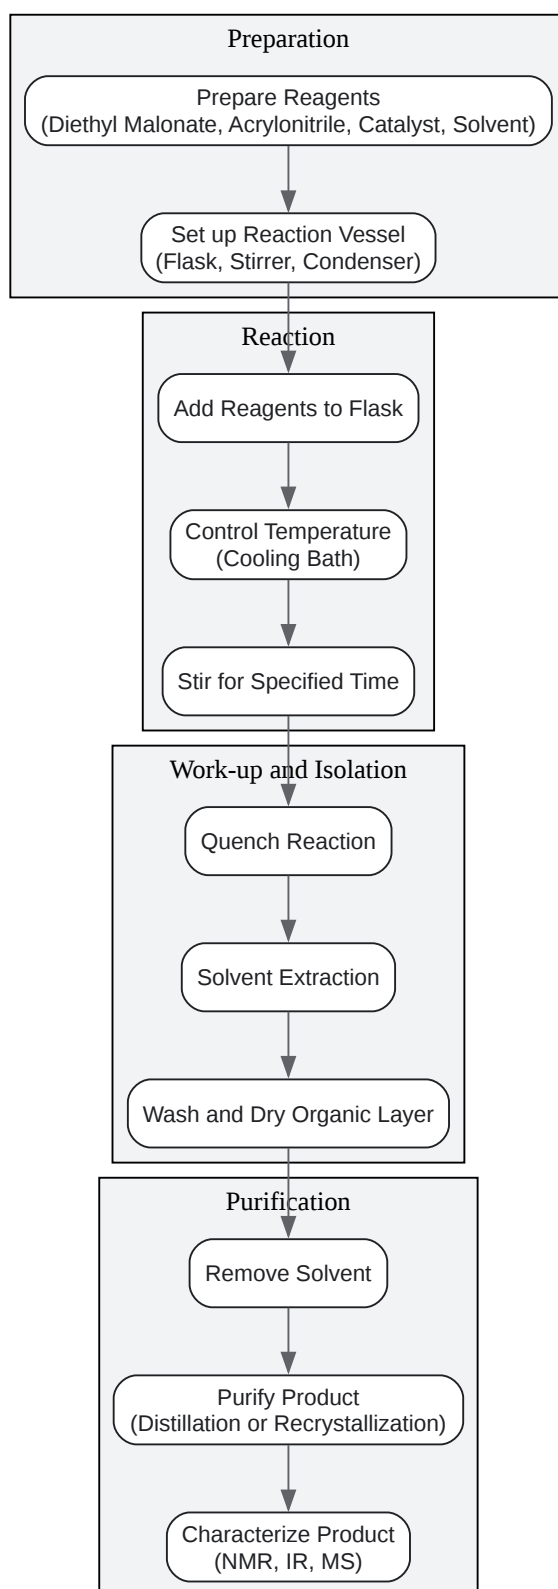 Preparation
Prepare Reagents
(Diethyl Malonate, Acrylonitrile, Catalyst, Solvent)
Set up Reaction Vessel
(Flask, Stirrer, Condenser)
Reaction
Add Reagents to Flask
Control Temperature
(Cooling Bath)
Stir for Specified Time
Work-up and Isolation
Quench Reaction
Solvent Extraction
Wash and Dry Organic Layer
Purification
Remove Solvent
Purify Product
(Distillation or Recrystallization)
Characterize Product
(NMR, IR, MS)